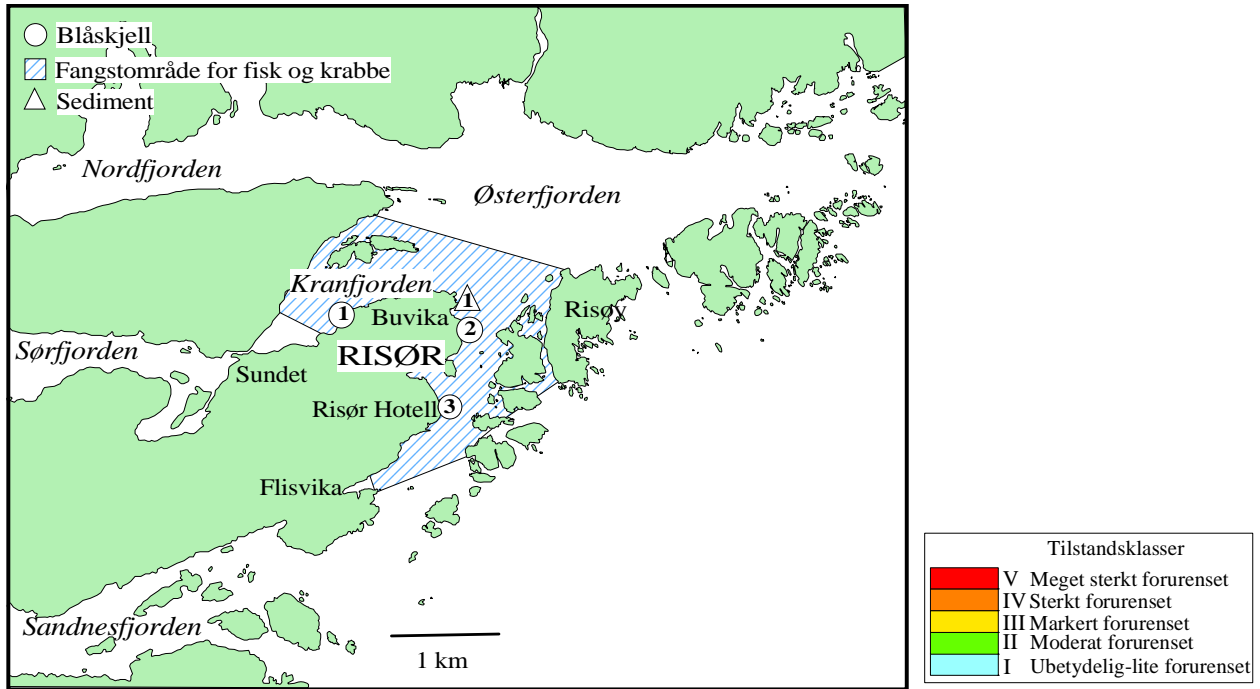 Blåskjell
Fangstområde for fisk og krabbe
Sediment
Nordfjorden
Østerfjorden
Kranfjorden
1
1
Buvika
2
Risøy
RISØR
Sørfjorden
Sundet
Risør Hotell
3
Flisvika
Sandnesfjorden
1 km
Tilstandsklasser
V Meget sterkt forurenset
IV Sterkt forurenset
III Markert forurenset
II Moderat forurenset
I Ubetydelig-lite forurenset